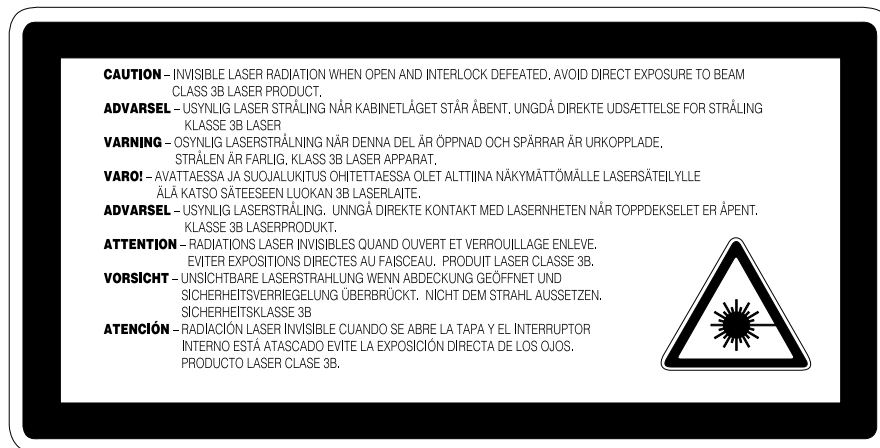 CAUTION – INVISIBLE LASER RADIATION WHEN OPEN AND INTERLOCK DEFEATED. AVOID DIRECT EXPOSURE TO BEAM
CLASS 3B LASER PRODUCT.
ADVARSEL – USYNLIG LASER STRÅLING NÅR KABINETLÅGET STÅR ÅBENT. UNGDÅ DIREKTE UDSÆTTELSE FOR STRÅLING
KLASSE 3B LASER
VARNING – OSYNLIG LASERSTRÅLNING NÄR DENNA DEL ÄR ÖPPNAD OCH SPÄRRAR ÄR URKOPPLADE.
STRÅLEN ÄR FARLIG. KLASS 3B LASER APPARAT.
VARO! – AVATTAESSA JA SUOJALUKITUS OHITETTAESSA OLET ALTTIINA NÄKYMÄTTÖMÄLLE LASERSÄTEILYLLE
ÄLÄ KATSO SÄTEESEEN LUOKAN 3B LASERLAITE.
ADVARSEL – USYNLIG LASERSTRÅLING. UNNGÅ DIREKTE KONTAKT MED LASERNHETEN NÅR TOPPDEKSELET ER ÅPENT.
KLASSE 3B LASERPRODUKT.
ATTENTION – RADIATIONS LASER INVISIBLES QUAND OUVERT ET VERROUILLAGE ENLEVE.
EVITER EXPOSITIONS DIRECTES AU FAISCEAU. PRODUIT LASER CLASSE 3B.
VORSICHT – UNSICHTBARE LASERSTRAHLUNG WENN ABDECKUNG GEÖFFNET UND
SICHERHEITSVERRIEGELUNG ÜBERBRÜCKT. NICHT DEM STRAHL AUSSETZEN.
SICHERHEITSKLASSE 3B
ATENCIÓN – RADIACIÓN LASER INVISIBLE CUANDO SE ABRE LA TAPA Y EL INTERRUPTOR
INTERNO ESTÁ ATASCADO EVITE LA EXPOSICIÓN DIRECTA DE LOS OJOS.
PRODUCTO LASER CLASE 3B.